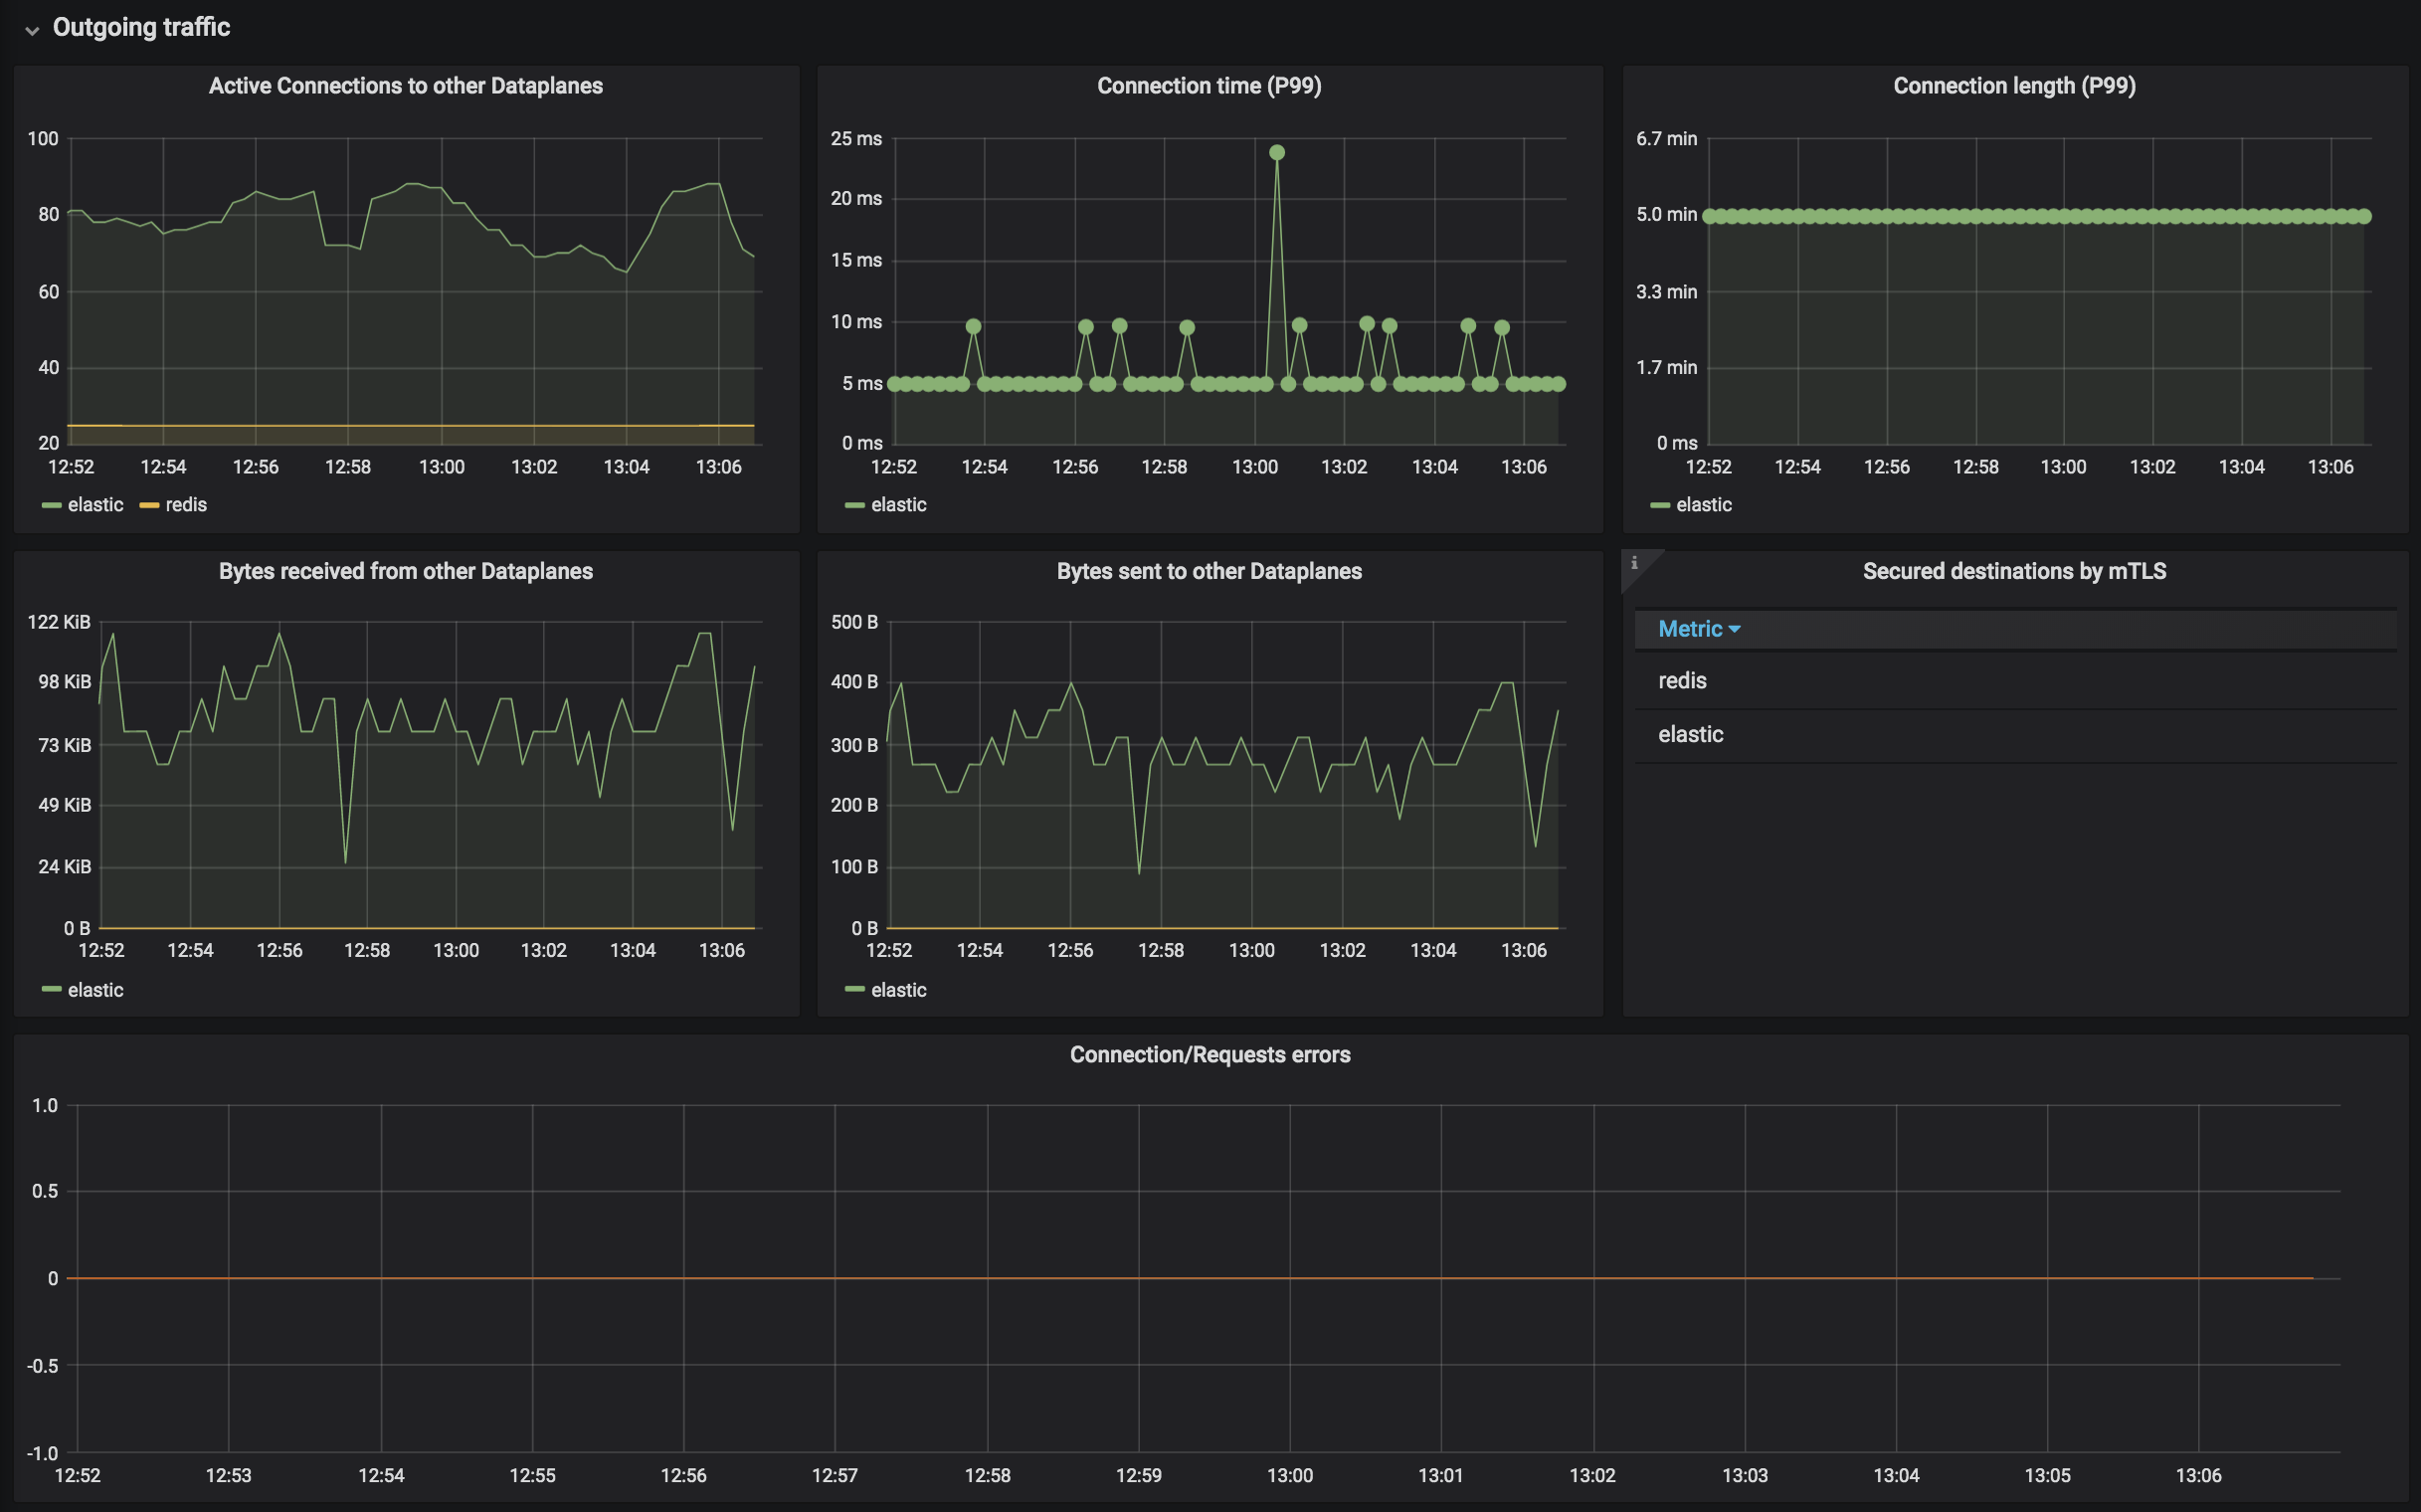 Outgoing traffic
Active Connections to other Dataplanes
100
80
60
40
20
12:52 12:54 12:56 12:58 13:00 13:02 13:04 13:06
elastic redis
Connection time (P99)
25 ms
20 ms
15 ms
10 ms
5 ms
0 ms
12:52 12:54 12:56 12:58 13:00 13:02 13:04 13:06
elastic
Connection length (P99)
6.7 min
5.0 min
3.3 min
1.7 min
0 ms
12:52 12:54 12:56 12:58 13:00 13:02 13:04 13:06
elastic
Bytes received from other Dataplanes
122 KiB
98 KiB
73 KiB
49 KiB
24 KiB
0 B
12:52 12:54 12:56 12:58 13:00 13:02 13:04 13:06
elastic
Bytes sent to other Dataplanes
500 B
400 B
300 B
200 B
100 B
0 B
12:52 12:54 12:56 12:58 13:00 13:02 13:04 13:06
elastic
i
Secured destinations by mTLS
Metric
redis
elastic
Connection/Requests errors
1.0
0.5
0
-0.5
-1.0
12:52 12:53 12:54 12:55 12:56 12:57 12:58 12:59 13:00 13:01 13:02 13:03 13:04 13:05 13:06